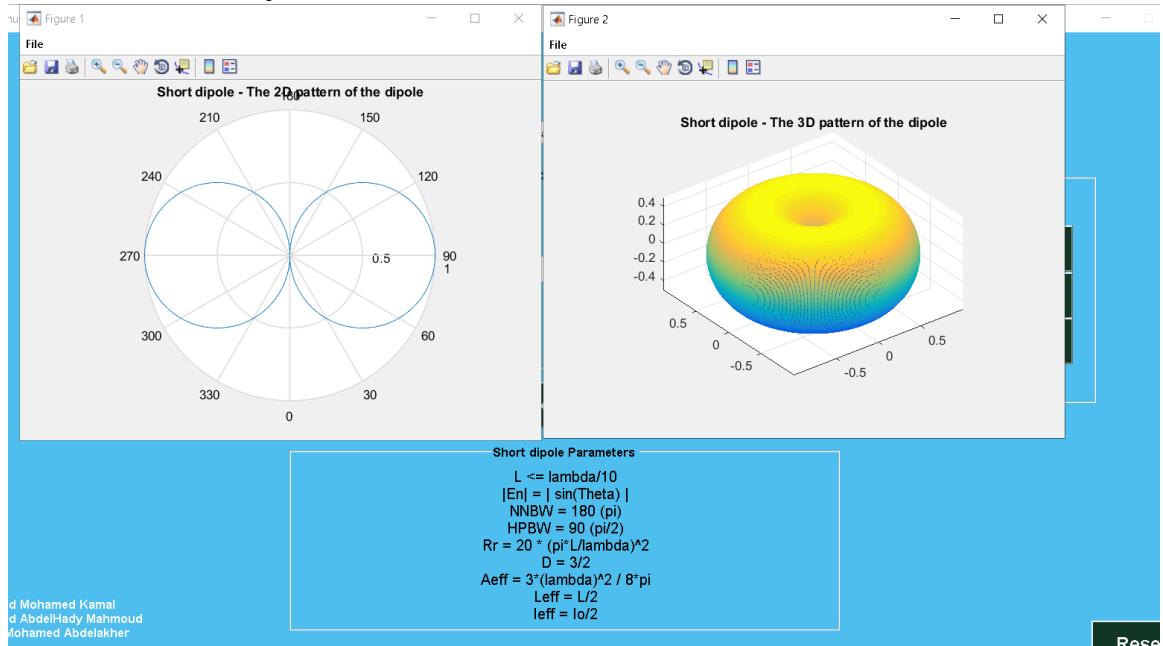 Figure 1
File
Short dipole - The 2D pattern of the dipole
180
210
150
240
120
270
0.5
90
1
300
60
330
30
0
Figure 2
File
Short dipole - The 3D pattern of the dipole
0.4
0.2
0
-0.2
-0.4
0.5
0
-0.5
-0.5
0
0.5
Short dipole Parameters
L <= lambda/10
|En| = | sin(Theta) |
NNBW = 180 (pi)
HPBW = 90 (pi/2)
Rr = 20 * (pi*L/lambda)^2
D = 3/2
Aeff = 3*(lambda)^2 / 8*pi
Leff = L/2
Ieff = Io/2
d Mohamed Kamal
d AbdelHady Mahmoud
Mohamed Abdelakher
Rese